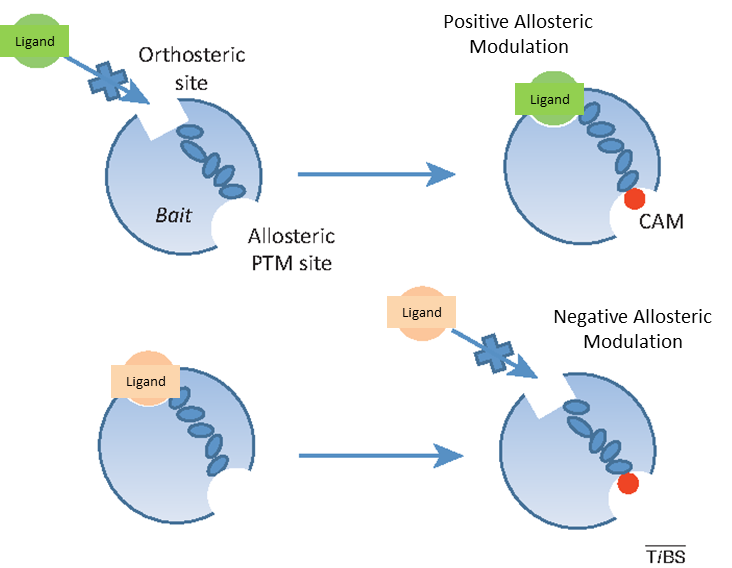 Ligand
Orthosteric
site
Bait
Allosteric
PTM site
Positive Allosteric
Modulation
Ligand
CAM
Ligand
Ligand
Negative Allosteric
Modulation
TiBS